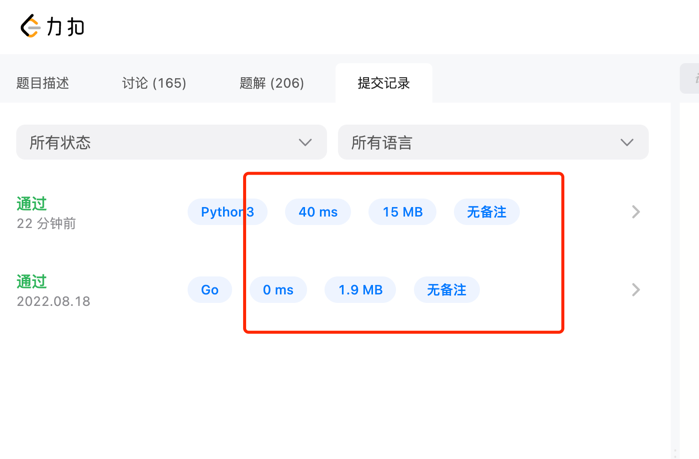 力扣
题目描述 讨论 (165) 题解 (206) 提交记录
所有状态 所有语言
通过 Python3 40 ms 15 MB 无备注
22 分钟前
通过 Go 0 ms 1.9 MB 无备注
2022.08.18